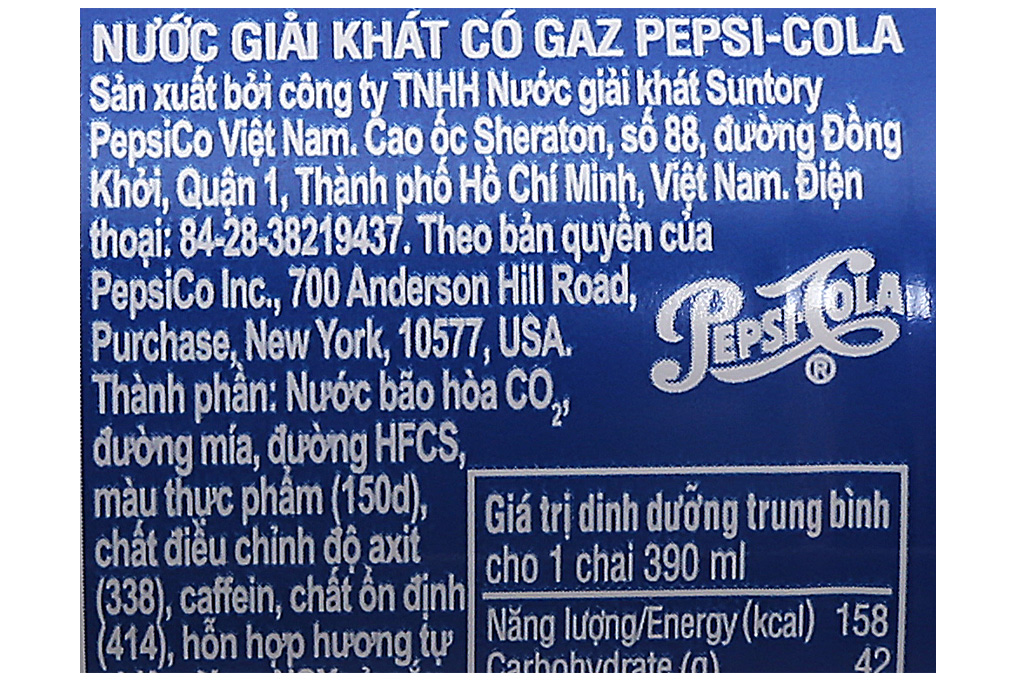 NƯỚC GIẢI KHÁT CÓ GAZ PEPSI-COLA
Sản xuất bởi công ty TNHH Nước giải khát Suntory
PepsiCo Việt Nam. Cao ốc Sheraton, số 88, đường Đồng
Khởi, Quận 1, Thành phố Hồ Chí Minh, Việt Nam. Điện
thoại: 84-28-38219437. Theo bản quyền của
PepsiCo Inc., 700 Anderson Hill Road,
Purchase, New York, 10577, USA.
PEPSI-COLA
®
Thành phần: Nước bão hòa CO₂,
đường mía, đường HFCS,
màu thực phẩm (150d),
chất điều chỉnh độ axit
(338), caffein, chất ổn định
(414), hỗn hợp hương tự
Giá trị dinh dưỡng trung bình
cho 1 chai 390 ml
Năng lượng/Energy (kcal) 158
Carbohydrate (g) 42